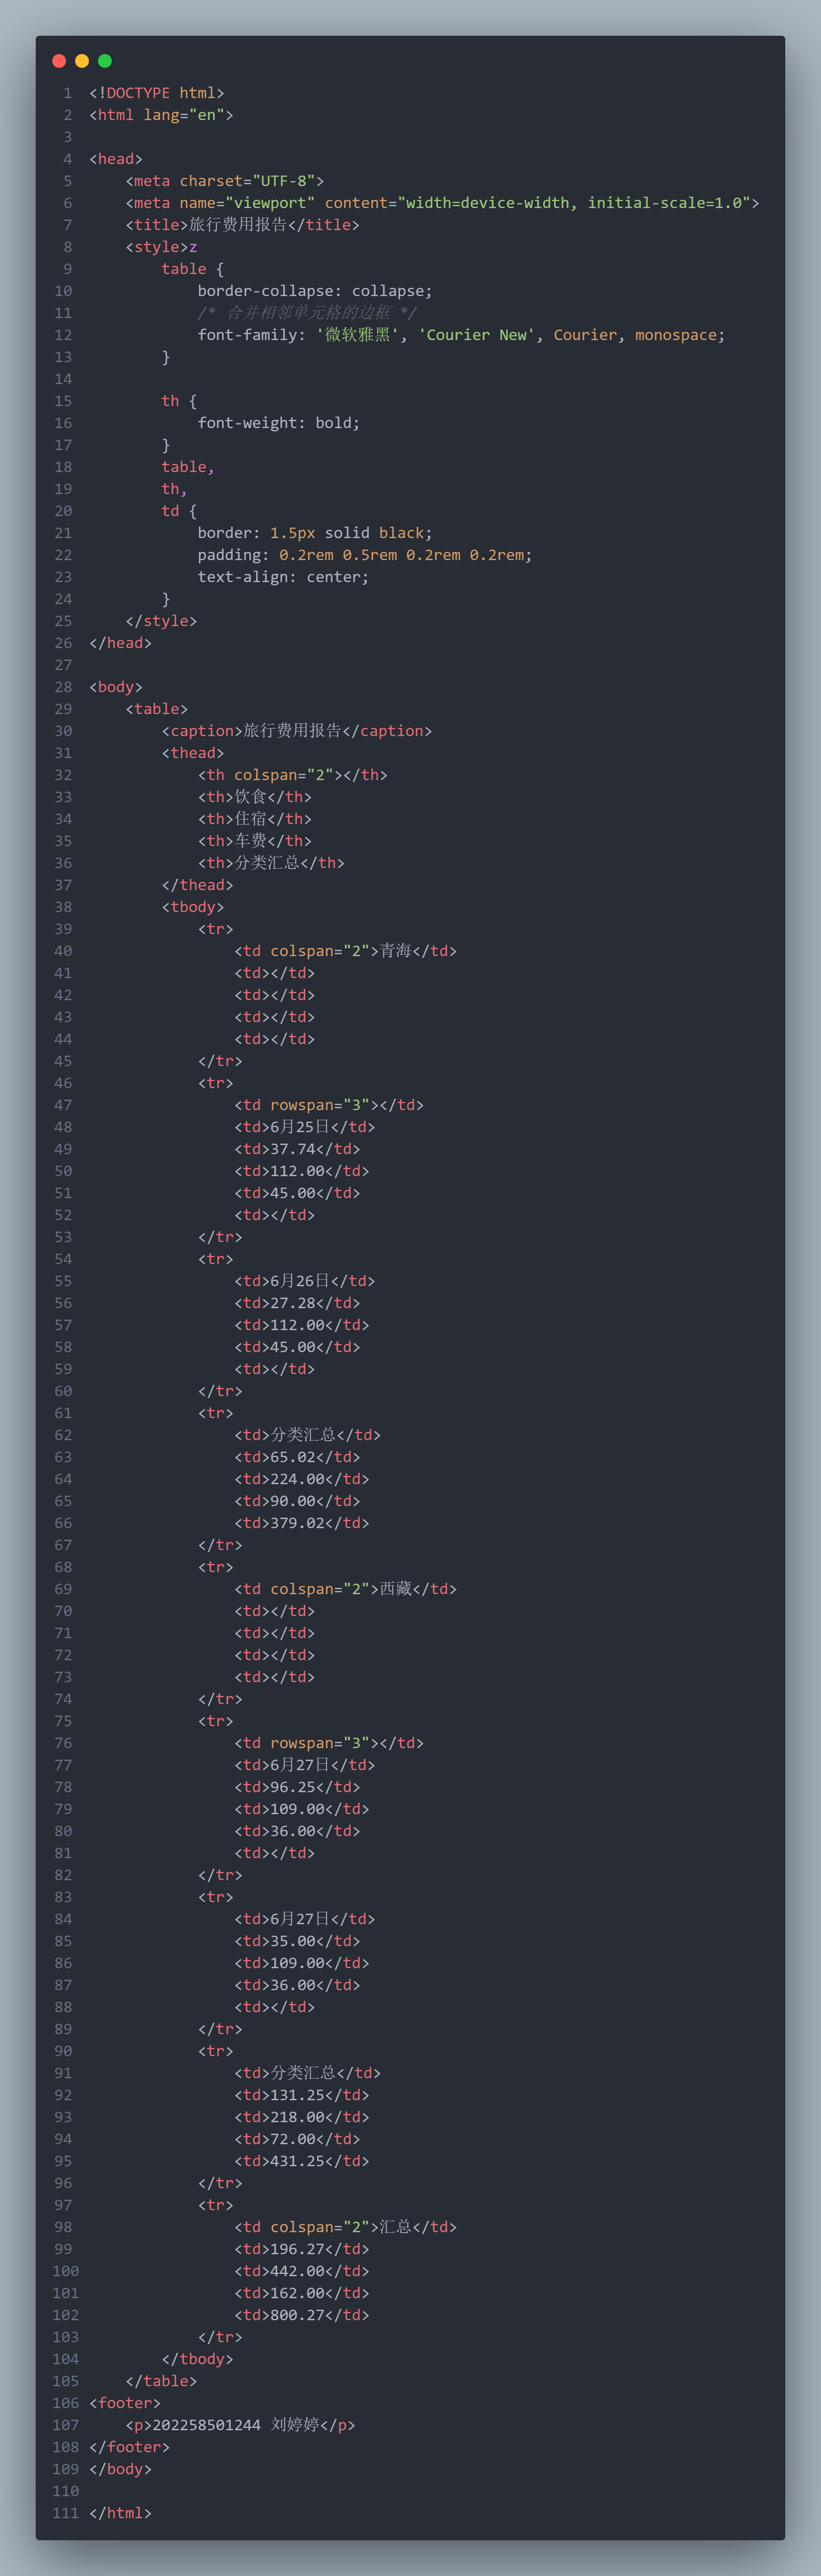 1 <!DOCTYPE html>
2 <html lang="en">
3
4 <head>
5     <meta charset="UTF-8">
6     <meta name="viewport" content="width=device-width, initial-scale=1.0">
7     <title>旅行费用报告</title>
8     <style>z
9         table {
10             border-collapse: collapse;
11             /* 合并相邻单元格的边框 */
12             font-family: '微软雅黑', 'Courier New', Courier, monospace;
13         }
14
15         th {
16             font-weight: bold;
17         }
18         table,
19         th,
20         td {
21             border: 1.5px solid black;
22             padding: 0.2rem 0.5rem 0.2rem 0.2rem;
23             text-align: center;
24         }
25     </style>
26 </head>
27
28 <body>
29     <table>
30         <caption>旅行费用报告</caption>
31         <thead>
32             <th colspan="2"></th>
33             <th>饮食</th>
34             <th>住宿</th>
35             <th>车费</th>
36             <th>分类汇总</th>
37         </thead>
38         <tbody>
39             <tr>
40                 <td colspan="2">青海</td>
41                 <td></td>
42                 <td></td>
43                 <td></td>
44                 <td></td>
45             </tr>
46             <tr>
47                 <td rowspan="3"></td>
48                 <td>6月25日</td>
49                 <td>37.74</td>
50                 <td>112.00</td>
51                 <td>45.00</td>
52                 <td></td>
53             </tr>
54             <tr>
55                 <td>6月26日</td>
56                 <td>27.28</td>
57                 <td>112.00</td>
58                 <td>45.00</td>
59                 <td></td>
60             </tr>
61             <tr>
62                 <td>分类汇总</td>
63                 <td>65.02</td>
64                 <td>224.00</td>
65                 <td>90.00</td>
66                 <td>379.02</td>
67             </tr>
68             <tr>
69                 <td colspan="2">西藏</td>
70                 <td></td>
71                 <td></td>
72                 <td></td>
73                 <td></td>
74             </tr>
75             <tr>
76                 <td rowspan="3"></td>
77                 <td>6月27日</td>
78                 <td>96.25</td>
79                 <td>109.00</td>
80                 <td>36.00</td>
81                 <td></td>
82             </tr>
83             <tr>
84                 <td>6月27日</td>
85                 <td>35.00</td>
86                 <td>109.00</td>
87                 <td>36.00</td>
88                 <td></td>
89             </tr>
90             <tr>
91                 <td>分类汇总</td>
92                 <td>131.25</td>
93                 <td>218.00</td>
94                 <td>72.00</td>
95                 <td>431.25</td>
96             </tr>
97             <tr>
98                 <td colspan="2">汇总</td>
99                 <td>196.27</td>
100                 <td>442.00</td>
101                 <td>162.00</td>
102                 <td>800.27</td>
103             </tr>
104         </tbody>
105     </table>
106 <footer>
107     <p>202258501244 刘婷婷</p>
108 </footer>
109 </body>
110
111 </html>